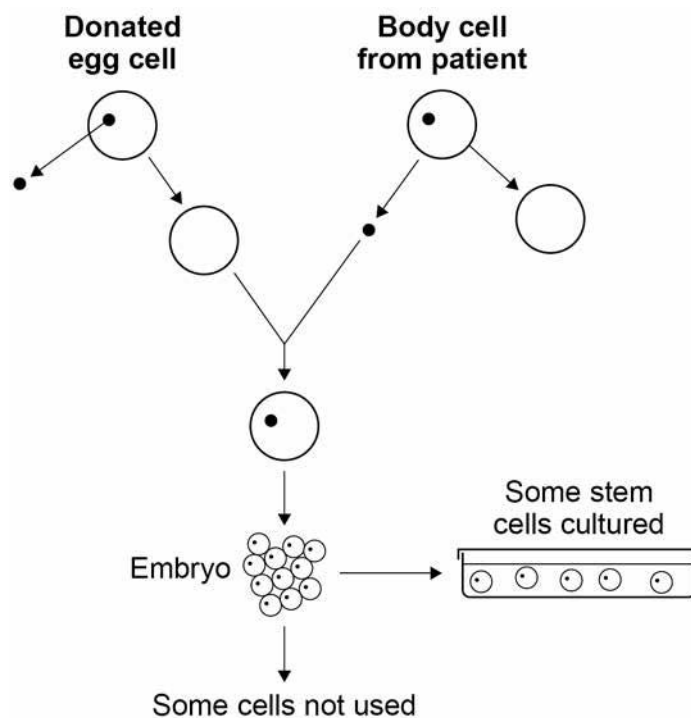 Donated
egg cell
Body cell
from patient
Some stem
cells cultured
Embryo
Some cells not used